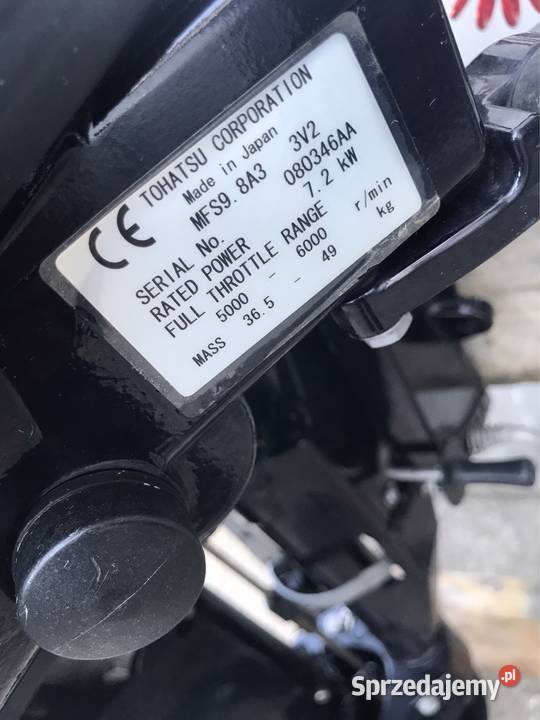 CE TOHATSU CORPORATION
Made in Japan
MFS9.8A3 3V2
SERIAL NO. 080346AA
RATED POWER 7.2 kW
FULL THROTTLE RANGE
5000 - 6000 r/min
MASS 36.5 - 49 kg
Sprzedajemy.pl